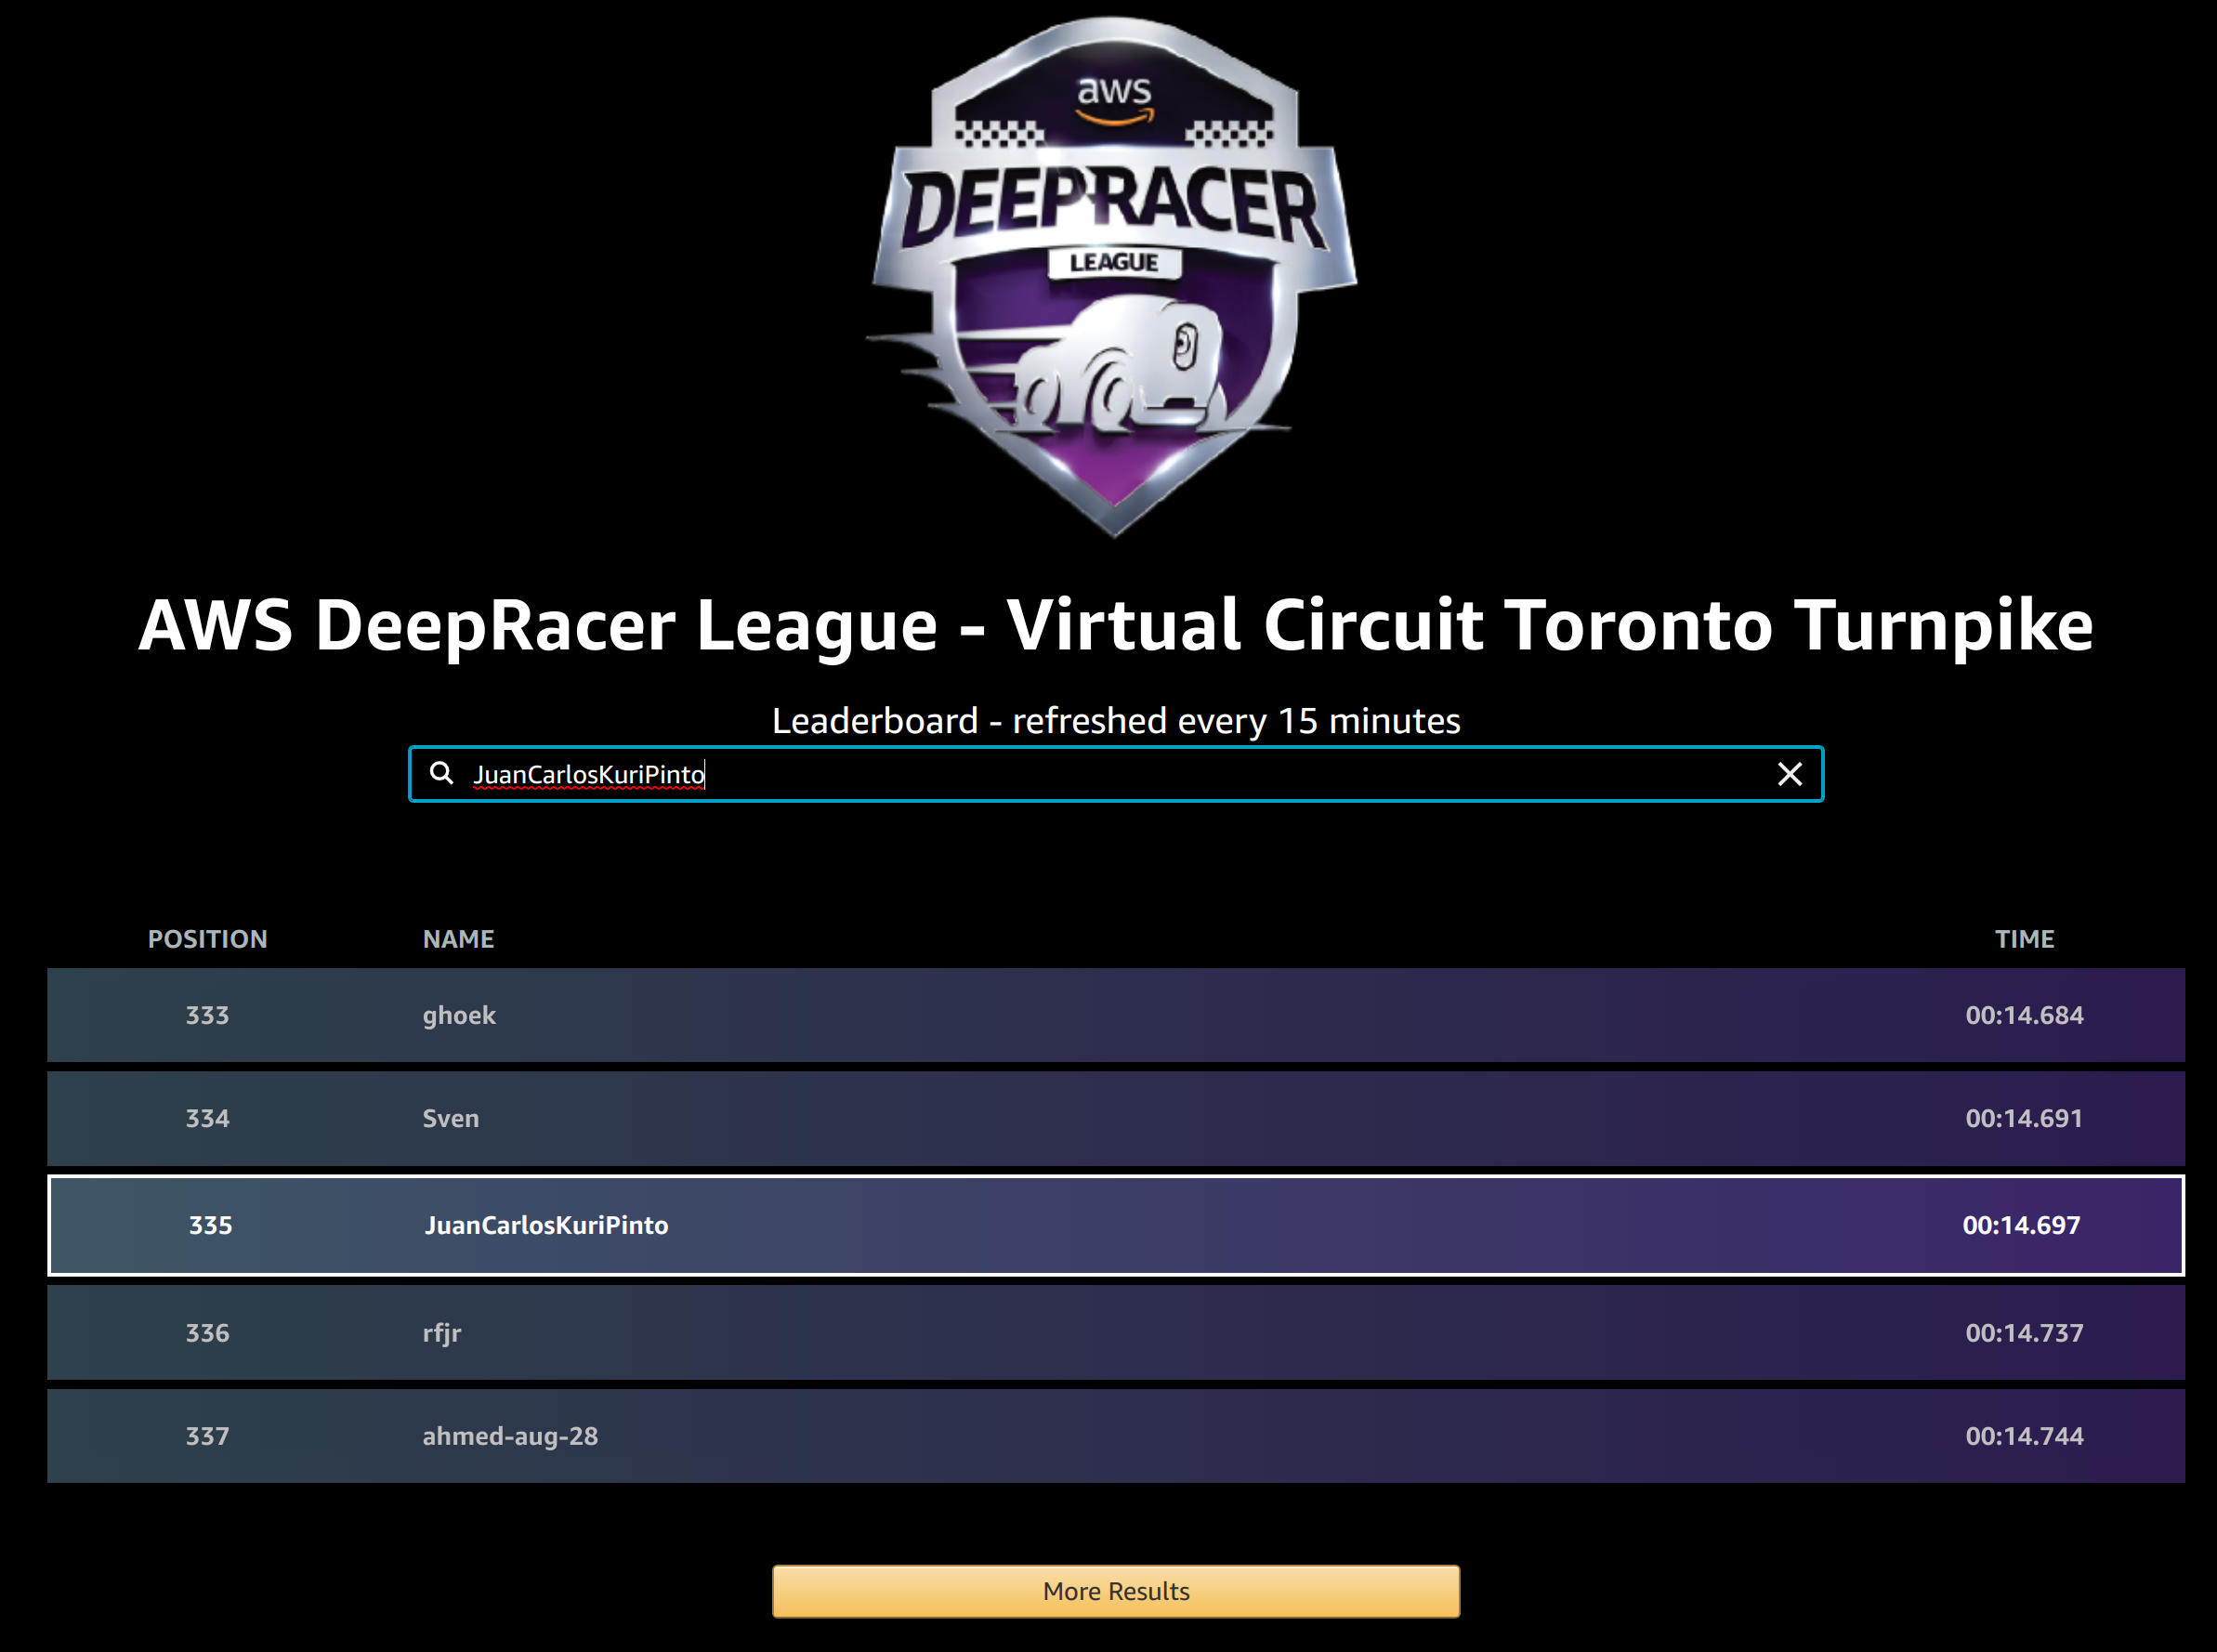 aws
DEEPRACER
LEAGUE
AWS DeepRacer League - Virtual Circuit Toronto Turnpike
Leaderboard - refreshed every 15 minutes
JuanCarlosKuriPinto
POSITION NAME TIME
333 ghoek 00:14.684
334 Sven 00:14.691
335 JuanCarlosKuriPinto 00:14.697
336 rfjr 00:14.737
337 ahmed-aug-28 00:14.744
More Results